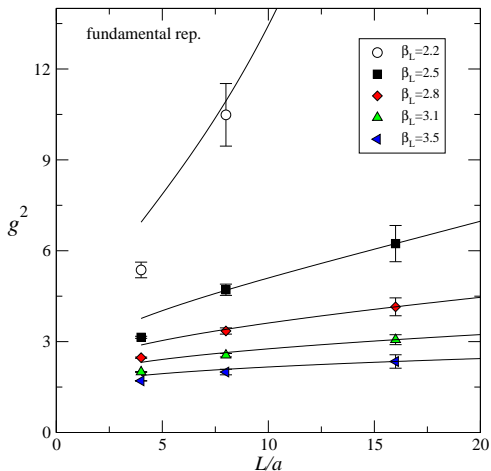 fundamental rep.
β_L=2.2
β_L=2.5
β_L=2.8
β_L=3.1
β_L=3.5
12
9
6
3
0
g²
0
5
10
15
20
L/a